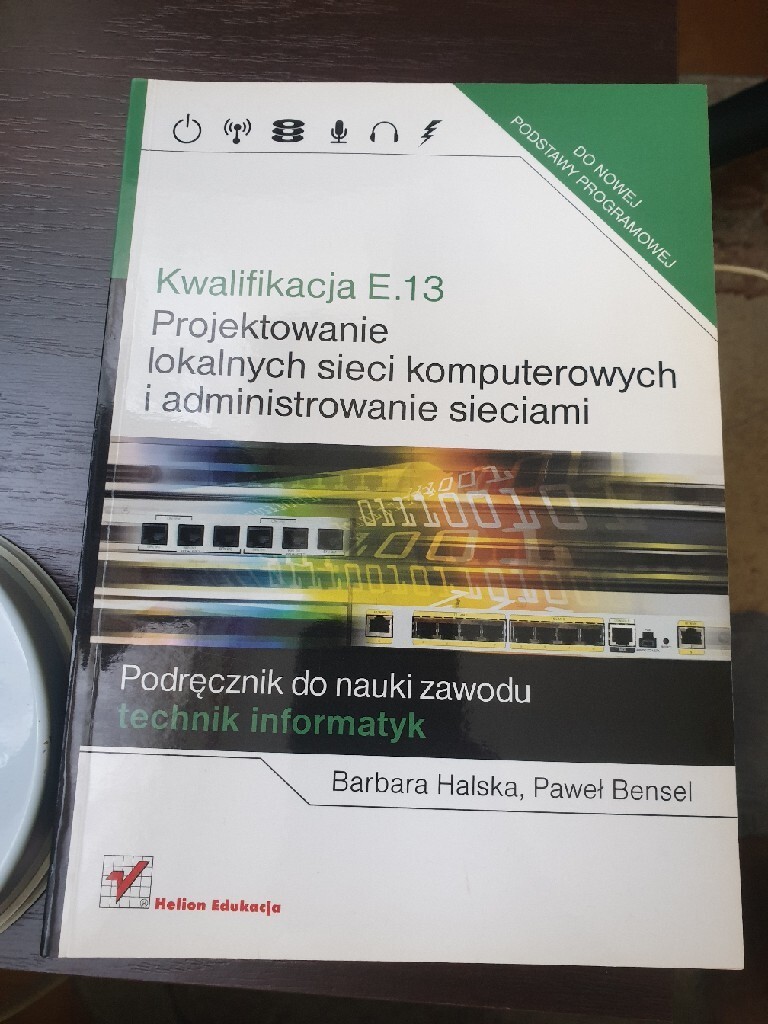 DO NOWEJ
PODSTAWY PROGRAMOWEJ
Kwalifikacja E.13
Projektowanie
lokalnych sieci komputerowych
i administrowanie sieciami
Podręcznik do nauki zawodu
technik informatyk
Barbara Halska, Paweł Bensel
Helion Edukacja